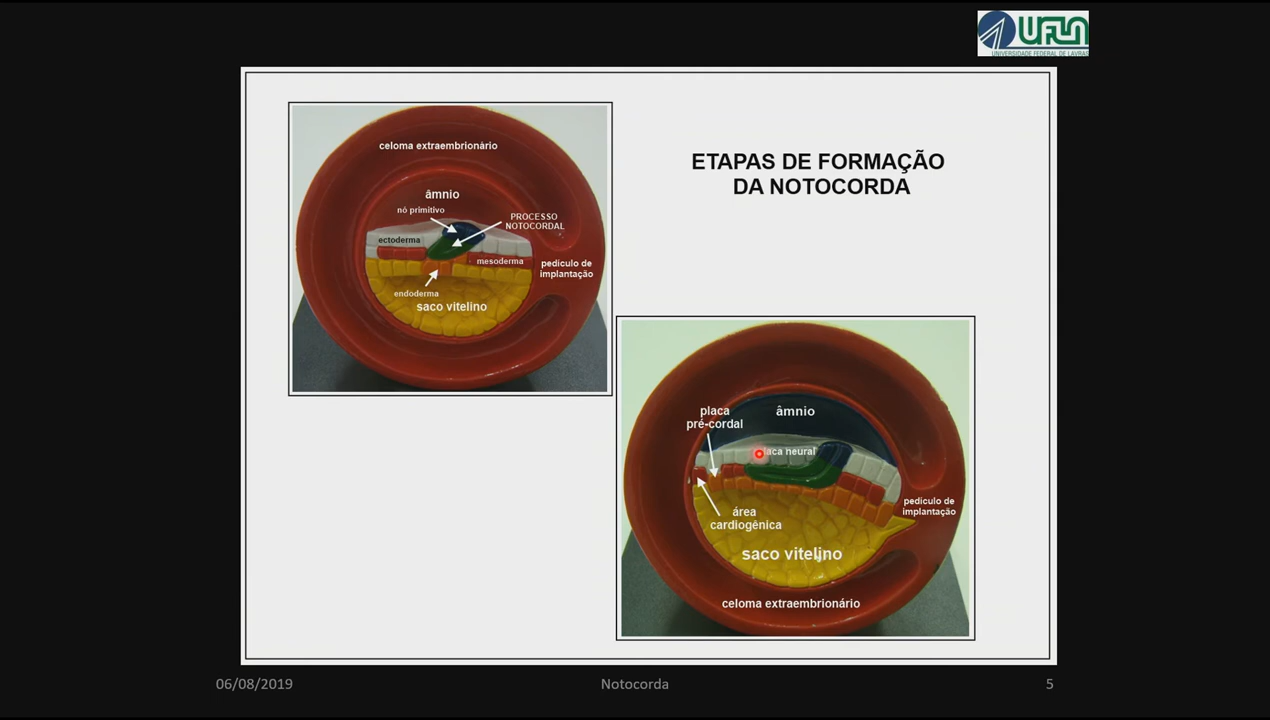 UFLA
UNIVERSIDADE FEDERAL DE LAVRAS
ETAPAS DE FORMAÇÃO
DA NOTOCORDA
celoma extraembrionário
âmnio
nó primitivo
PROCESSO
NOTOCORDAL
ectoderma
mesoderma
pedículo de
implantação
endoderma
saco vitelino
placa
pré-cordal
âmnio
laca neural
área
cardiogênica
pedículo de
implantação
saco vitelino
celoma extraembrionário
06/08/2019
Notocorda
5